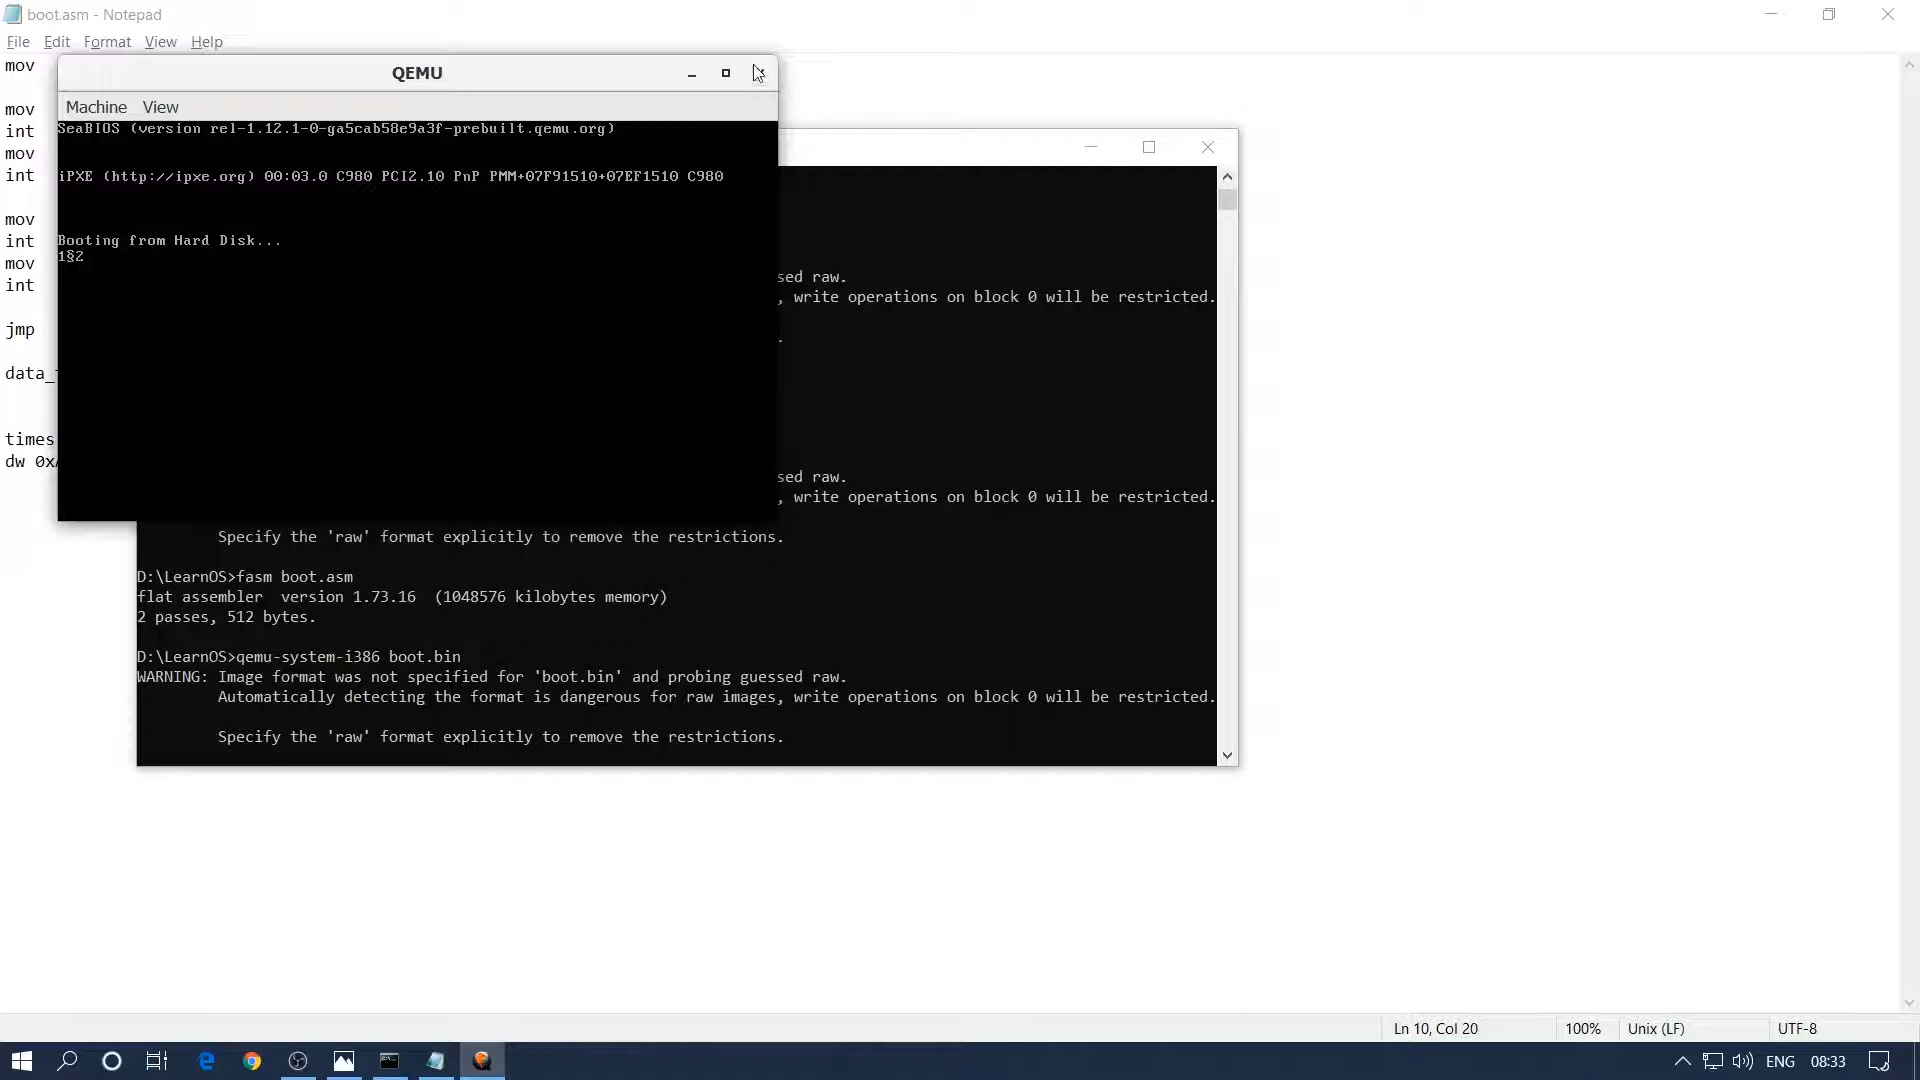 boot.asm - Notepad
File Edit Format View Help
mov
mov
int
mov
int
mov
int
mov
int
jmp
data_
times
dw 0x
QEMU
Machine View
SeaBIOS (version rel-1.12.1-0-ga5cab58e9a3f-prebuilt.qemu.org)
iPXE (http://ipxe.org) 00:03.0 C980 PCI2.10 PnP PMM+07F91510+07EF1510 C980
Booting from Hard Disk...
1§2
sed raw.
, write operations on block 0 will be restricted.
.
sed raw.
, write operations on block 0 will be restricted.
Specify the 'raw' format explicitly to remove the restrictions.
D:\LearnOS>fasm boot.asm
flat assembler  version 1.73.16  (1048576 kilobytes memory)
2 passes, 512 bytes.
D:\LearnOS>qemu-system-i386 boot.bin
WARNING: Image format was not specified for 'boot.bin' and probing guessed raw.
Automatically detecting the format is dangerous for raw images, write operations on block 0 will be restricted.
Specify the 'raw' format explicitly to remove the restrictions.
Ln 10, Col 20 100% Unix (LF) UTF-8
ENG 08:33